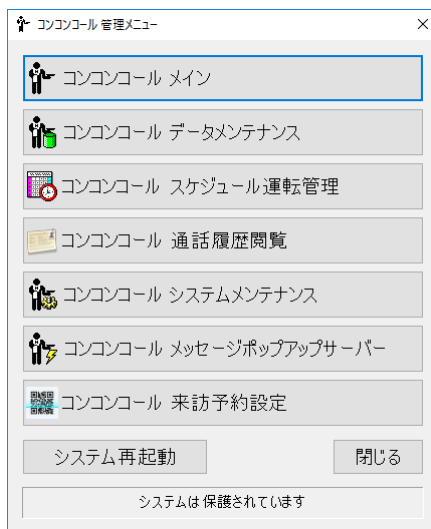 コンコンコール 管理メニュー
コンコンコール メイン
コンコンコール データメンテナンス
コンコンコール スケジュール運転管理
コンコンコール 通話履歴閲覧
コンコンコール システムメンテナンス
コンコンコール メッセージポップアップサーバー
コンコンコール 来訪予約設定
システム再起動 閉じる
システムは保護されています